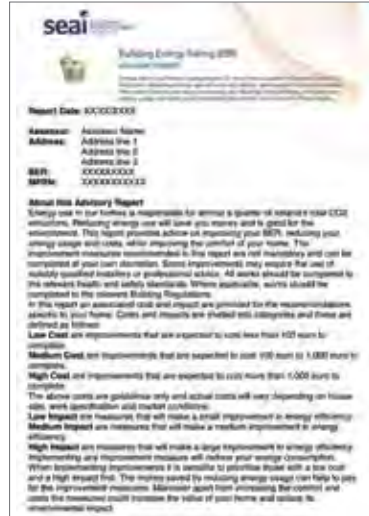 seai
Building Energy Rating (BER)
Report Date: XX/XX/XXXX
Assessor: Assessors Name
Address: Address line 1
Address line 2
Address line 3
BER: XXXXXXXXX
MPRN: XXXXXXXXXXX
About this Advisory Report
Energy use in our homes is responsible for almost a quarter of Ireland's total CO2
emissions. Reducing energy use will save you money and is good for the
environment. This report provides advice on improving your BER, reducing your
energy usage and costs, while improving the comfort of your home. The
improvement measures recommended in this report are not mandatory and can be
completed at your own discretion. Some improvements may require the use of
suitably qualified installers or professional advice. All works should be completed to
the relevant health and safety standards. Where applicable, works should be
completed to the relevant Building Regulations.
In this report an associated cost and impact are provided for the recommendations
specific to your home. Costs and impacts are divided into categories and these are
defined as follows:
Low Cost are improvements that are expected to cost less than 100 euro to
complete.
Medium Cost are improvements that are expected to cost 100 euro to 1,000 euro to
complete.
High Cost are improvements that are expected to cost more than 1,000 euro to
complete.
The above costs are guidelines only and actual costs will vary depending on house
size, work specification and market conditions.
Low Impact are measures that will make a small improvement in energy efficiency.
Medium Impact are measures that will make a medium improvement in energy
efficiency.
High Impact are measures that will make a large improvement in energy efficiency.
Implementing any improvement measure will reduce your energy consumption.
When implementing improvements it is sensible to prioritise those with a low cost
and a high impact first. The money saved by reducing energy usage can help to pay
for the improvement measures. Moreover apart from increasing the comfort and
costs the measures could increase the value of your home and reduce its
environmental impact.